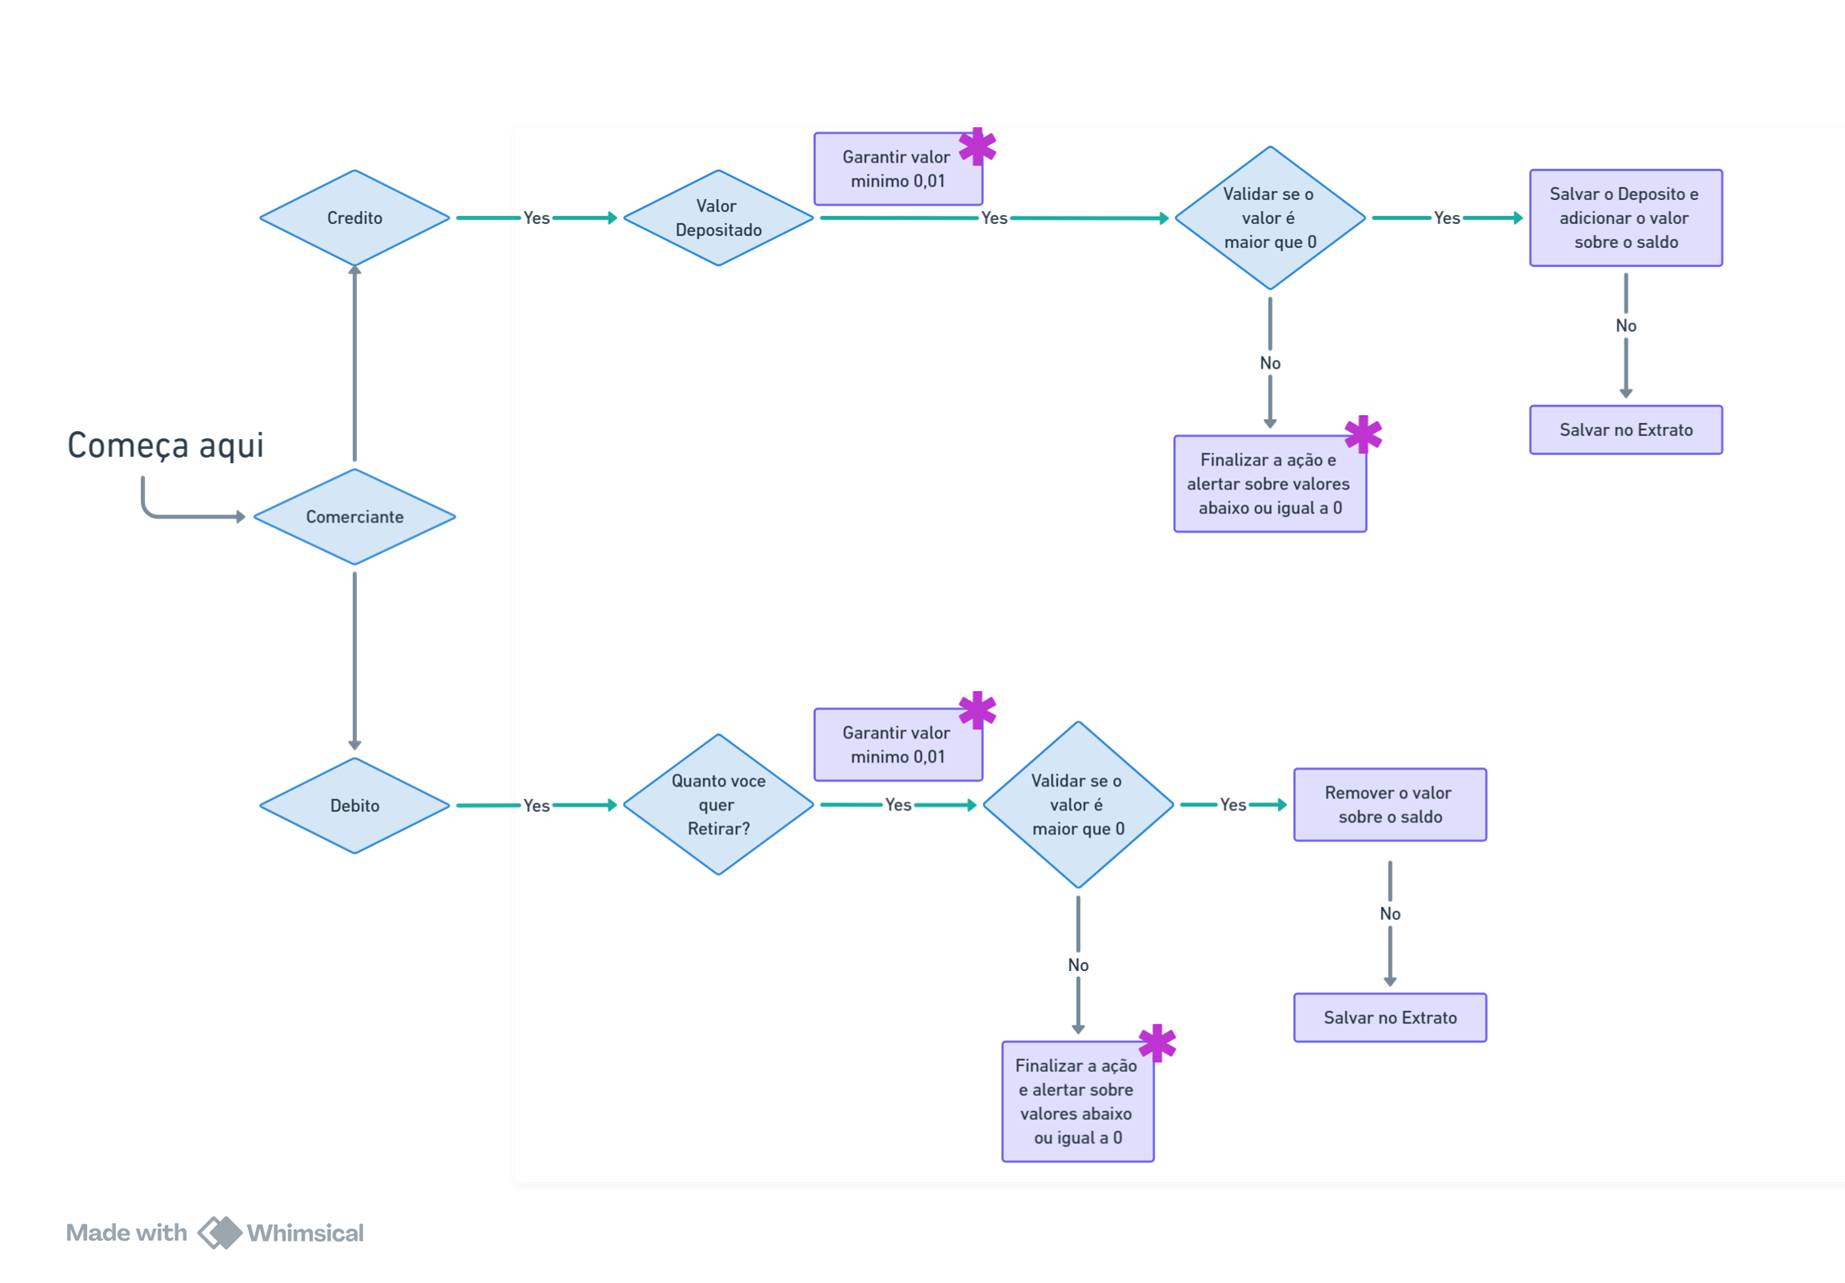 Garantir valor
minimo 0,01
Credito
Yes
Valor
Depositado
Yes
Validar se o
valor é
maior que 0
Yes
Salvar o Deposito e
adicionar o valor
sobre o saldo
No
No
Salvar no Extrato
Finalizar a ação e
alertar sobre valores
abaixo ou igual a 0
Começa aqui
Comerciante
Garantir valor
minimo 0,01
Debito
Yes
Quanto voce
quer
Retirar?
Yes
Validar se o
valor é
maior que 0
Yes
Remover o valor
sobre o saldo
No
No
Salvar no Extrato
Finalizar a ação
e alertar sobre
valores abaixo
ou igual a 0
Made with Whimsical